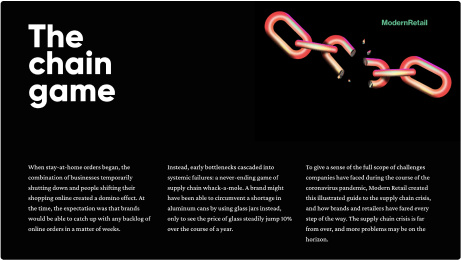 The
chain
game
ModernRetail
When stay-at-home orders began, the
combination of businesses temporarily
shutting down and people shifting their
shopping online created a domino effect. At
the time, the expectation was that brands
would be able to catch up with any backlog of
online orders in a matter of weeks.
Instead, early bottlenecks cascaded into
systemic failures: a never-ending game of
supply chain whack-a-mole. A brand might
have been able to circumvent a shortage in
aluminum cans by using glass jars instead,
only to see the price of glass steadily jump 10%
over the course of a year.
To give a sense of the full scope of challenges
companies have faced during the course of the
coronavirus pandemic, Modern Retail created
this illustrated guide to the supply chain crisis,
and how brands and retailers have fared every
step of the way. The supply chain crisis is far
from over, and more problems may be on the
horizon.